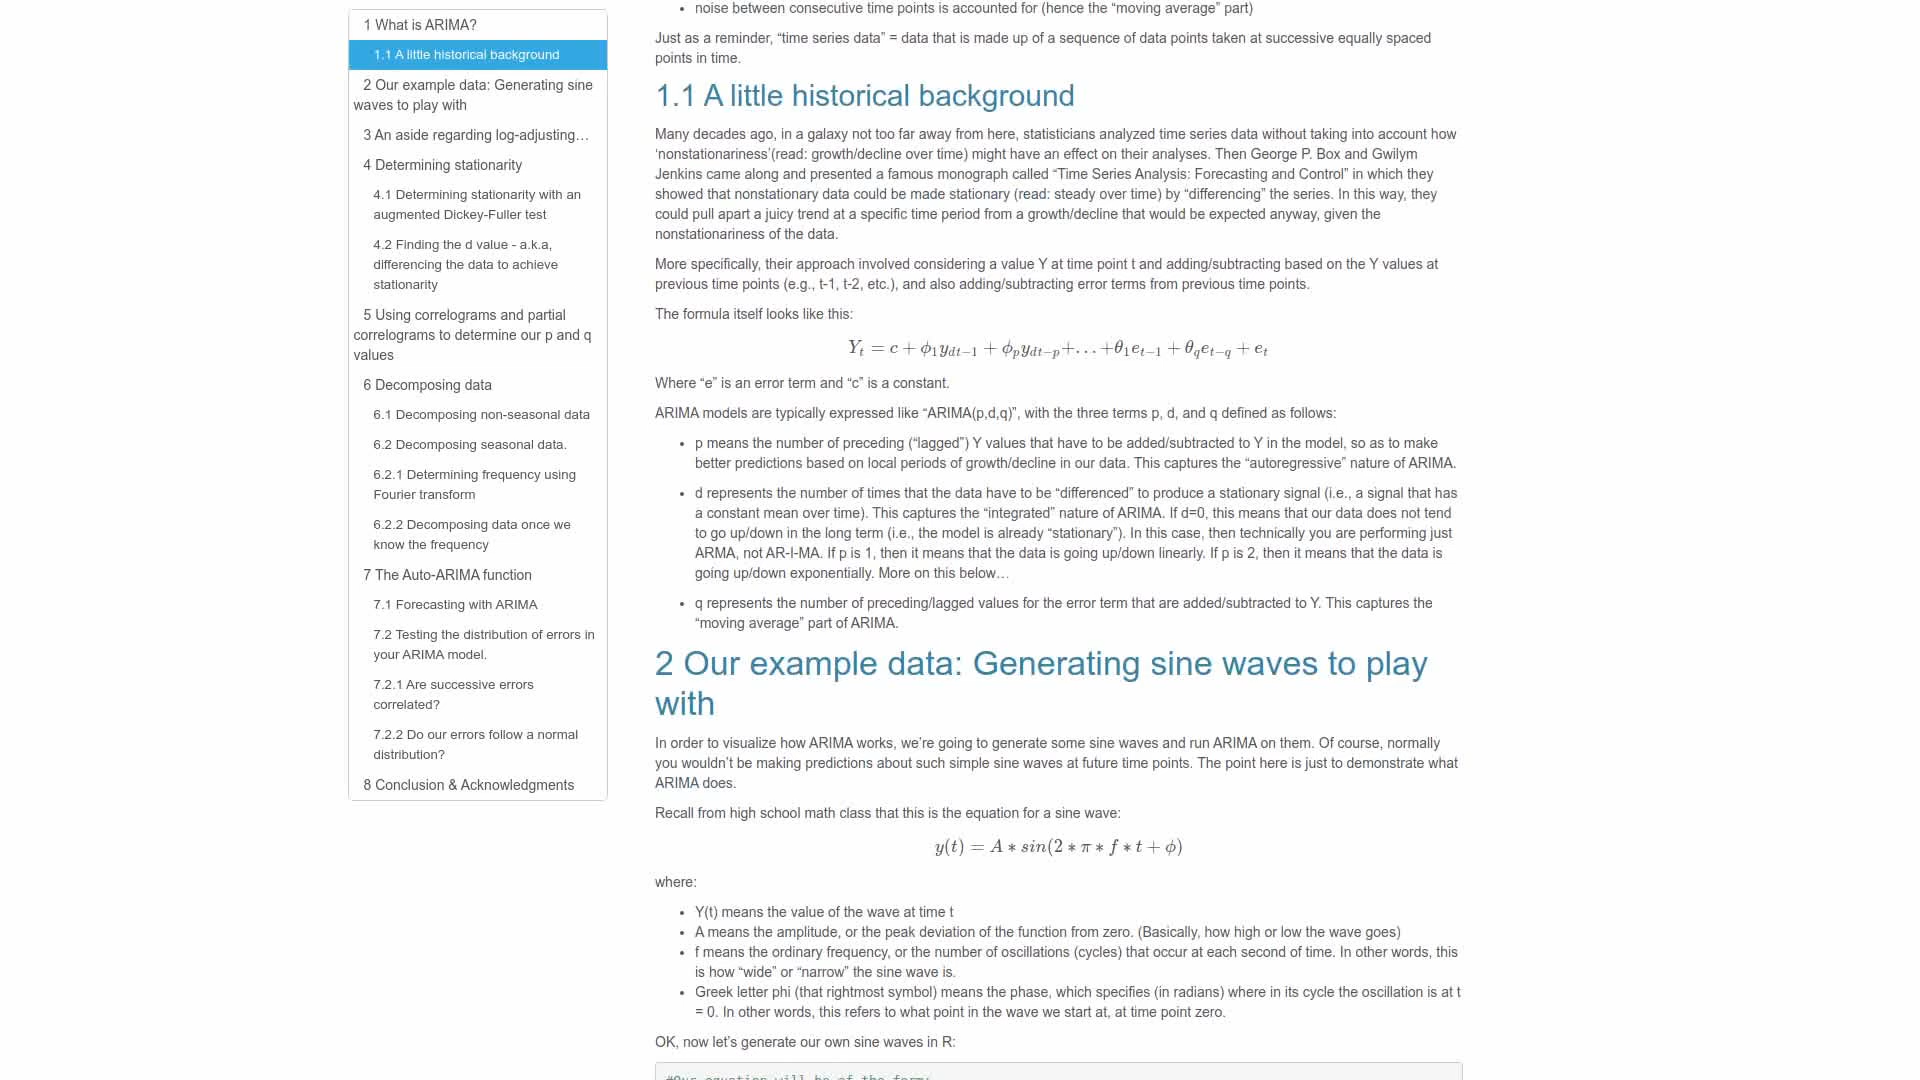 1 What is ARIMA?
1.1 A little historical background
2 Our example data: Generating sine
waves to play with
3 An aside regarding log-adjusting…
4 Determining stationarity
4.1 Determining stationarity with an
augmented Dickey-Fuller test
4.2 Finding the d value - a.k.a,
differencing the data to achieve
stationarity
5 Using correlograms and partial
correlograms to determine our p and q
values
6 Decomposing data
6.1 Decomposing non-seasonal data
6.2 Decomposing seasonal data.
6.2.1 Determining frequency using
Fourier transform
6.2.2 Decomposing data once we
know the frequency
7 The Auto-ARIMA function
7.1 Forecasting with ARIMA
7.2 Testing the distribution of errors in
your ARIMA model.
7.2.1 Are successive errors
correlated?
7.2.2 Do our errors follow a normal
distribution?
8 Conclusion & Acknowledgments
• noise between consecutive time points is accounted for (hence the “moving average” part)
Just as a reminder, “time series data” = data that is made up of a sequence of data points taken at successive equally spaced
points in time.
1.1 A little historical background
Many decades ago, in a galaxy not too far away from here, statisticians analyzed time series data without taking into account how
‘nonstationariness’(read: growth/decline over time) might have an effect on their analyses. Then George P. Box and Gwilym
Jenkins came along and presented a famous monograph called “Time Series Analysis: Forecasting and Control” in which they
showed that nonstationary data could be made stationary (read: steady over time) by “differencing” the series. In this way, they
could pull apart a juicy trend at a specific time period from a growth/decline that would be expected anyway, given the
nonstationariness of the data.
More specifically, their approach involved considering a value Y at time point t and adding/subtracting based on the Y values at
previous time points (e.g., t-1, t-2, etc.), and also adding/subtracting error terms from previous time points.
The formula itself looks like this:
Y_t = c + ϕ_1 y_{dt−1} + ϕ_p y_{dt−p}+…+θ_1 e_{t−1} + θ_q e_{t−q} + e_t
Where “e” is an error term and “c” is a constant.
ARIMA models are typically expressed like “ARIMA(p,d,q)”, with the three terms p, d, and q defined as follows:
• p means the number of preceding (“lagged”) Y values that have to be added/subtracted to Y in the model, so as to make
better predictions based on local periods of growth/decline in our data. This captures the “autoregressive” nature of ARIMA.
• d represents the number of times that the data have to be “differenced” to produce a stationary signal (i.e., a signal that has
a constant mean over time). This captures the “integrated” nature of ARIMA. If d=0, this means that our data does not tend
to go up/down in the long term (i.e., the model is already “stationary”). In this case, then technically you are performing just
ARMA, not AR-I-MA. If p is 1, then it means that the data is going up/down linearly. If p is 2, then it means that the data is
going up/down exponentially. More on this below…
• q represents the number of preceding/lagged values for the error term that are added/subtracted to Y. This captures the
“moving average” part of ARIMA.
2 Our example data: Generating sine waves to play
with
In order to visualize how ARIMA works, we’re going to generate some sine waves and run ARIMA on them. Of course, normally
you wouldn’t be making predictions about such simple sine waves at future time points. The point here is just to demonstrate what
ARIMA does.
Recall from high school math class that this is the equation for a sine wave:
y(t) = A ∗ sin(2 ∗ π ∗ f ∗ t + ϕ)
where:
• Y(t) means the value of the wave at time t
• A means the amplitude, or the peak deviation of the function from zero. (Basically, how high or low the wave goes)
• f means the ordinary frequency, or the number of oscillations (cycles) that occur at each second of time. In other words, this
is how “wide” or “narrow” the sine wave is.
• Greek letter phi (that rightmost symbol) means the phase, which specifies (in radians) where in its cycle the oscillation is at t
= 0. In other words, this refers to what point in the wave we start at, at time point zero.
OK, now let’s generate our own sine waves in R:
#Our equation will be of the form: